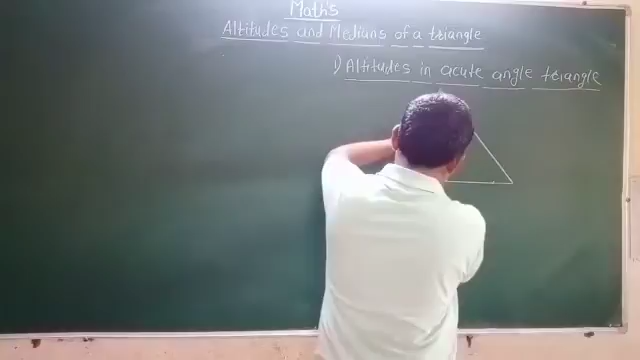 Maths
Altitudes and Medians of a triangle
1) Altitudes in acute angle triangle